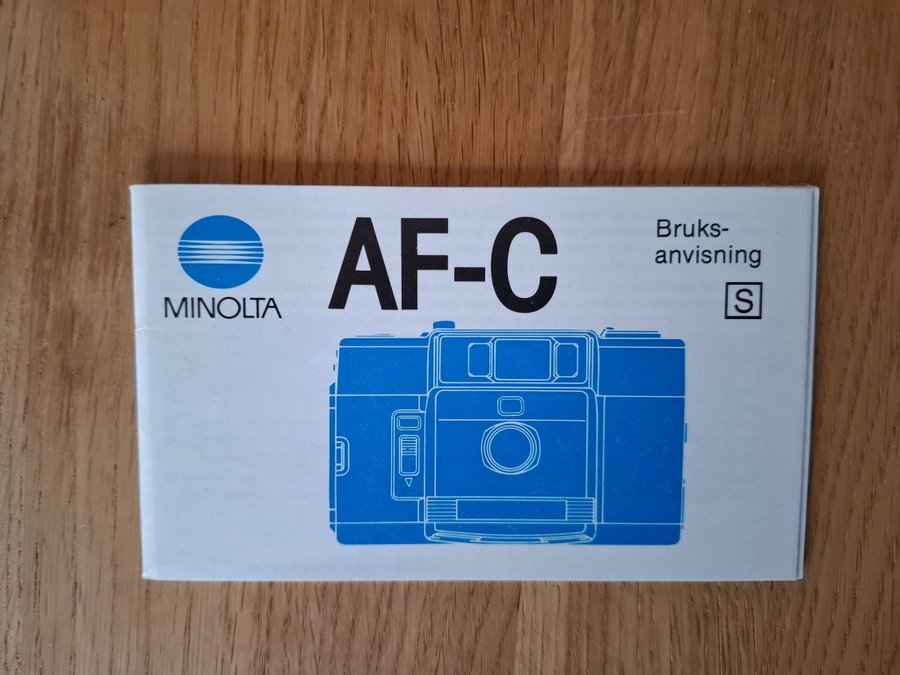 MINOLTA
AF-C
Bruks-
anvisning
S